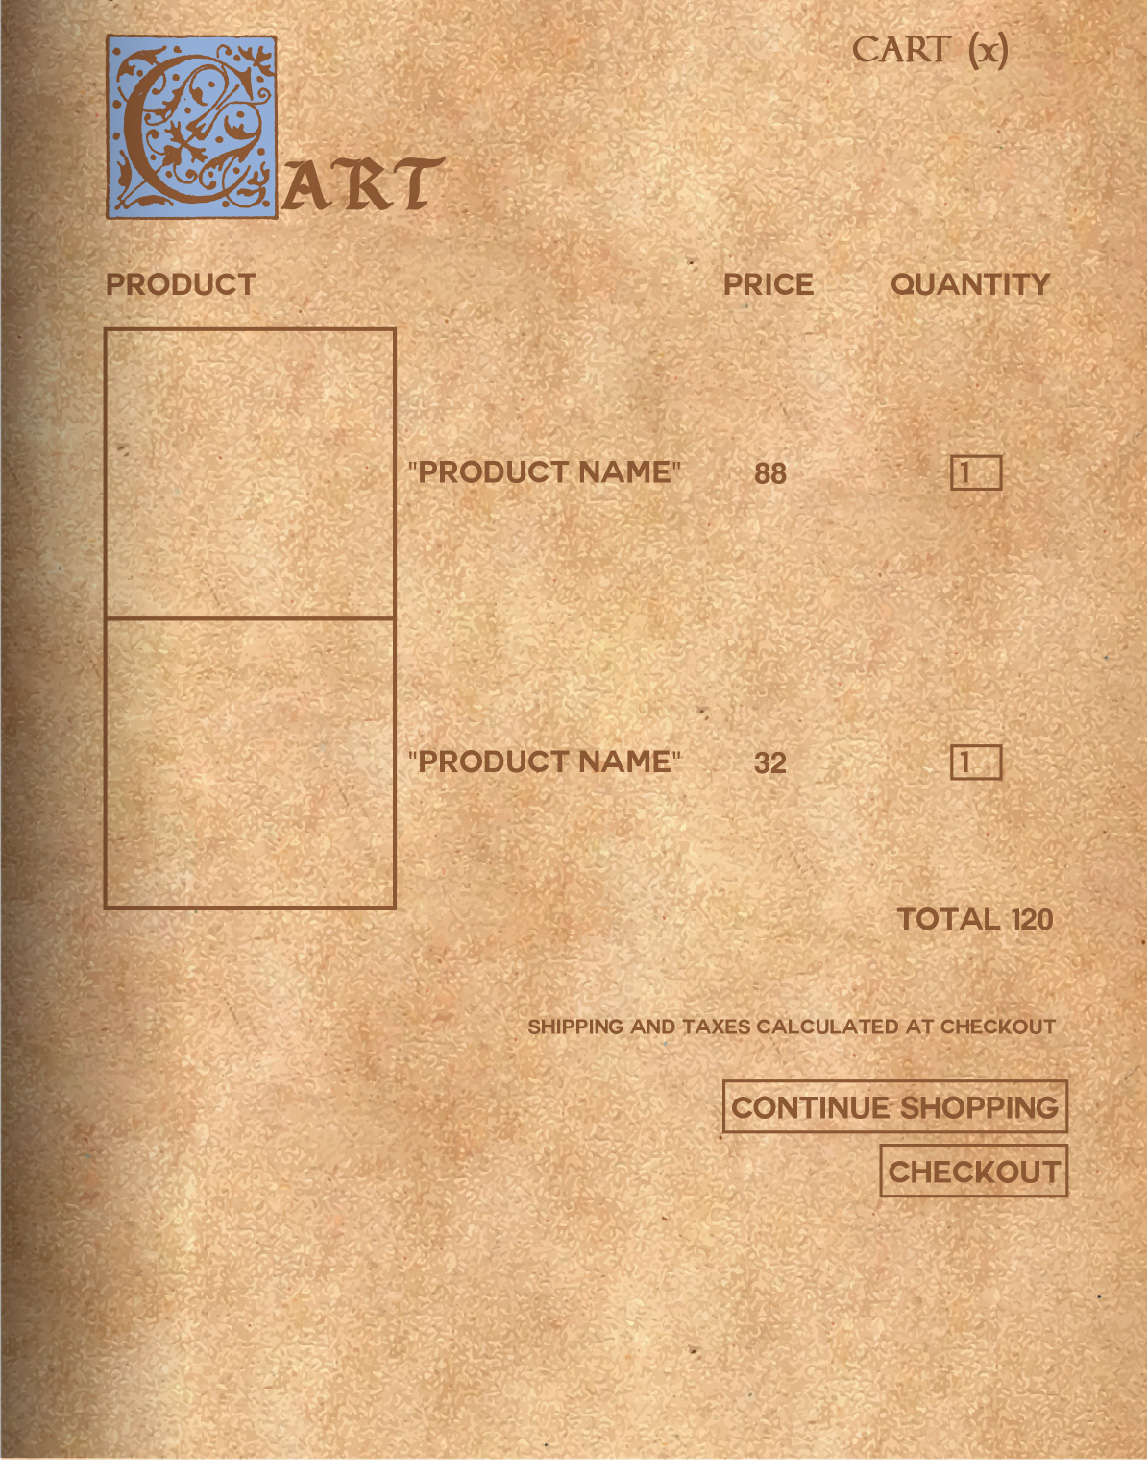 CART (x)
CART
PRODUCT PRICE QUANTITY
"PRODUCT NAME" 88 1
"PRODUCT NAME" 32 1
TOTAL 120
SHIPPING AND TAXES CALCULATED AT CHECKOUT
CONTINUE SHOPPING
CHECKOUT